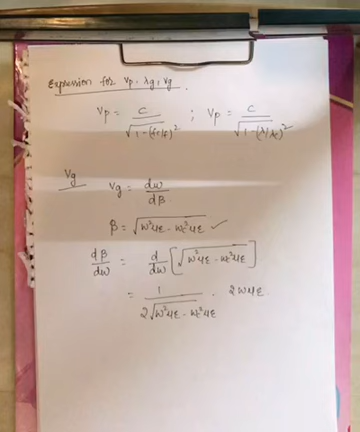 Expression for Vp, λg, Vg.
Vp = c / √(1-(fc/f)²) ; Vp = c / √(1-(λ/λc)²)
Vg
Vg = dω/dβ
β = √(ω²με - ωc²με) ✓
dβ/dω = d/dω [√(ω²με - ωc²με)]
= 1 / 2√(ω²με - ωc²με) · 2ωμε.